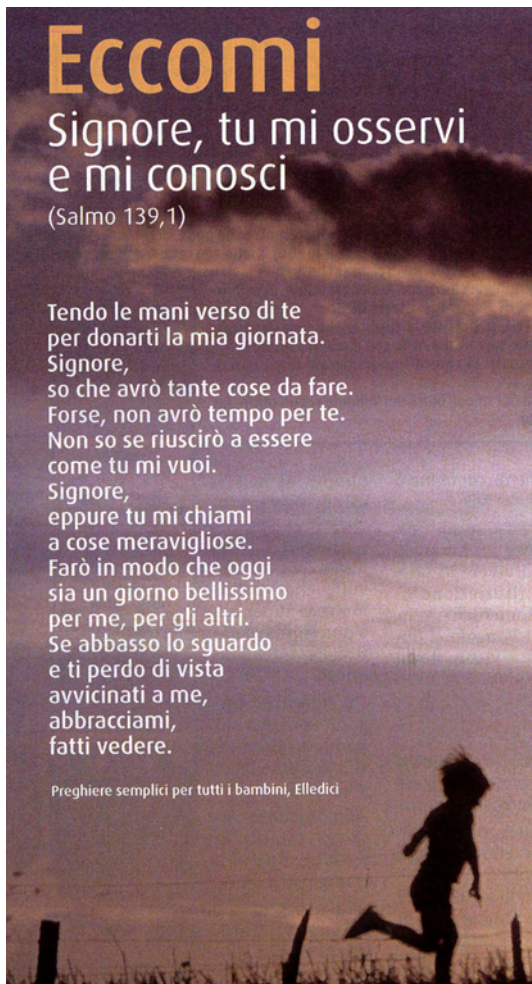 Eccomi
Signore, tu mi osservi
e mi conosci
(Salmo 139,1)
Tendo le mani verso di te
per donarti la mia giornata.
Signore,
so che avrò tante cose da fare.
Forse, non avrò tempo per te.
Non so se riuscirò a essere
come tu mi vuoi.
Signore,
eppure tu mi chiami
a cose meravigliose.
Farò in modo che oggi
sia un giorno bellissimo
per me, per gli altri.
Se abbasso lo sguardo
e ti perdo di vista
avvicinati a me,
abbracciami,
fatti vedere.
Preghiere semplici per tutti i bambini, Elledici